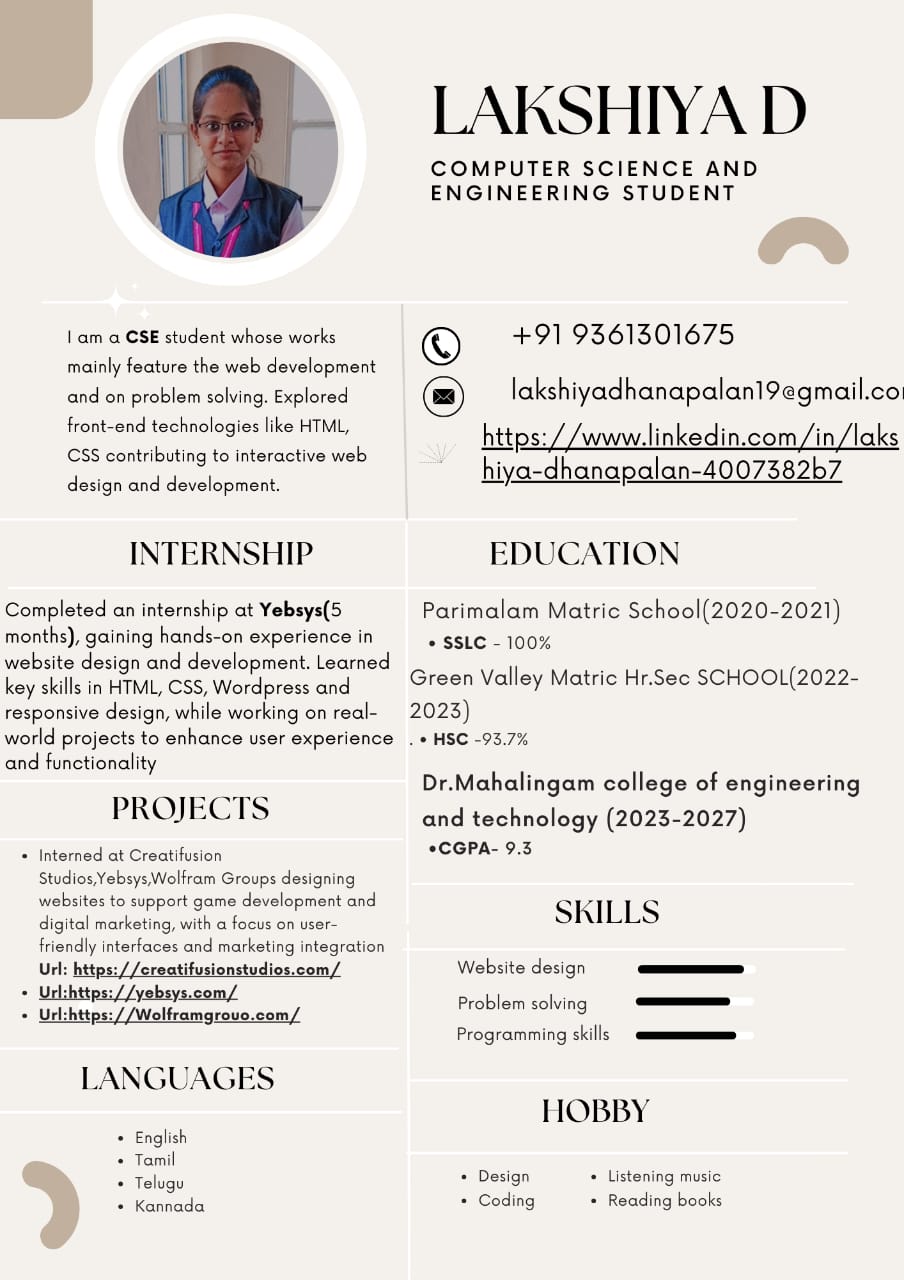 LAKSHIYA D
COMPUTER SCIENCE AND
ENGINEERING STUDENT
I am a CSE student whose works
mainly feature the web development
and on problem solving. Explored
front-end technologies like HTML,
CSS contributing to interactive web
design and development.
+91 9361301675
lakshiyadhanapalan19@gmail.co
https://www.linkedin.com/in/laks
hiya-dhanapalan-4007382b7
INTERNSHIP
Completed an internship at Yebsys(5
months), gaining hands-on experience in
website design and development. Learned
key skills in HTML, CSS, Wordpress and
responsive design, while working on real-
world projects to enhance user experience
and functionality
PROJECTS
• Interned at Creatifusion
Studios,Yebsys,Wolfram Groups designing
websites to support game development and
digital marketing, with a focus on user-
friendly interfaces and marketing integration
Url: https://creatifusionstudios.com/
• Url:https://yebsys.com/
• Url:https://Wolframgrouo.com/
LANGUAGES
• English
• Tamil
• Telugu
• Kannada
EDUCATION
Parimalam Matric School(2020-2021)
• SSLC - 100%
Green Valley Matric Hr.Sec SCHOOL(2022-
2023)
. • HSC -93.7%
Dr.Mahalingam college of engineering
and technology (2023-2027)
•CGPA- 9.3
SKILLS
Website design
Problem solving
Programming skills
HOBBY
• Design
• Coding
• Listening music
• Reading books